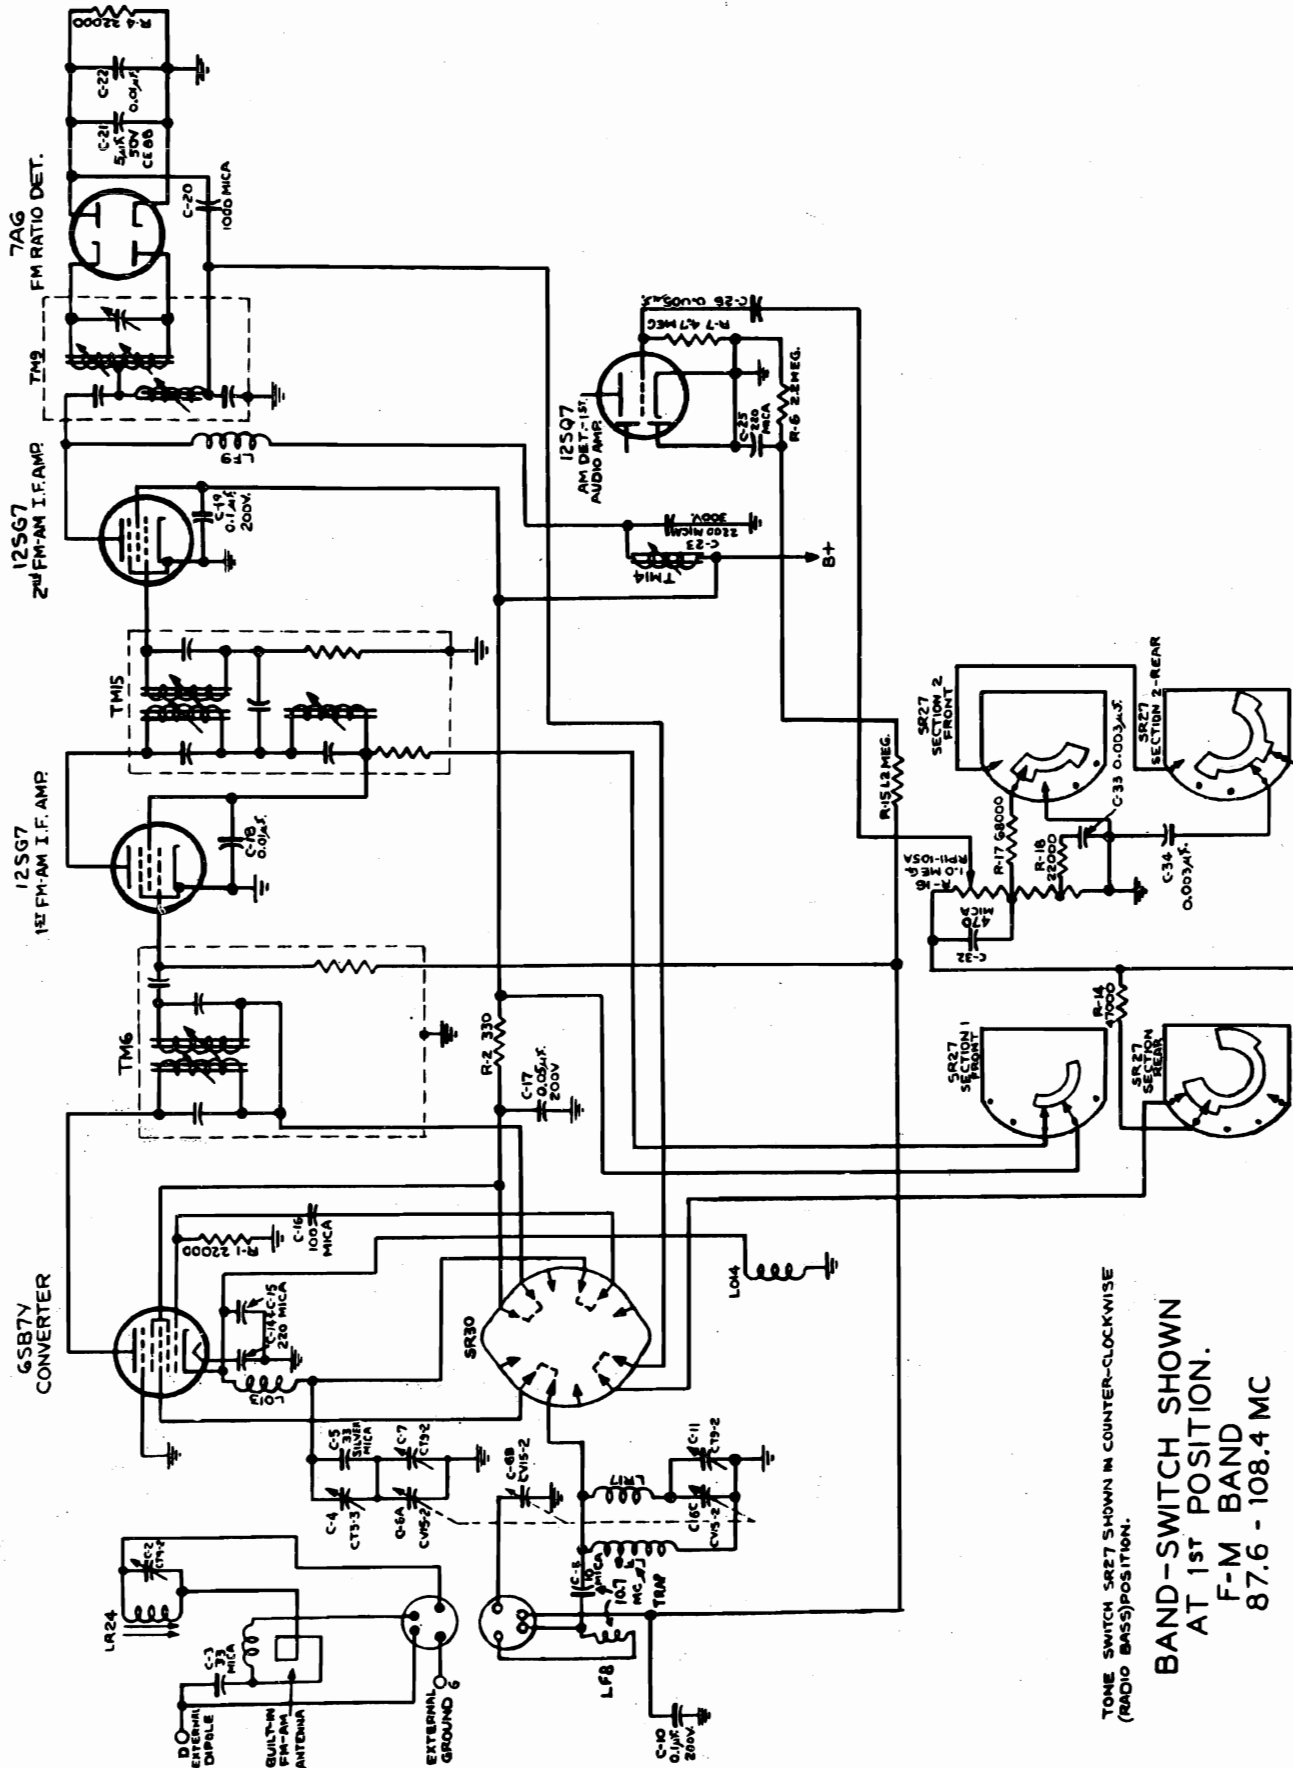 7A6
FM RATIO DET.
TM9
R-4 22000
C-22
0.01µF.
C-21
5µF.
50V
CE88
C-20
1000 MICA
12SG7
2nd FM-AM I.F. AMP.
LF9
C-19
0.1µF.
200V.
12SQ7
AM DET.-1ST.
AUDIO AMP.
C-26 0.005µF.
R-7 4.7 MEG
C-25
220
MICA
R-6 2.2 MEG.
TM14
C-23
2200 MICA
300V.
B+
TM15
12SG7
1ST FM-AM I.F. AMP.
C-18
0.01µF.
TM6
R-2 330
C-17
0.05µF.
200V
R-15 2.2 MEG.
SR27
SECTION 2
FRONT
SR27
SECTION 2-REAR
R-16
1.0 MEG.
RP11-105A
R-17 68000
R-18
22000
C-33 0.003µF.
C-34
0.003µF.
C-32
470
MICA
R-14
47000
SR27
SECTION 1
FRONT
SR27
SECTION
REAR
6SB7Y
CONVERTER
R-1 22000
C-16
100
MICA
C-14 & C-15
220 MICA
LO13
LO14
SR30
C-5
33
SILVER
MICA
C-7
CT9-2
C-4
CT3-3
C-6A
CV15-2
C-6B
CV15-2
LR17
C-11
CT9-2
C-6C
CV15-2
C-8
10
MICA
10.7
MC
TRAP
LF8
C-10
0.1µF.
200V.
LR24
C-2
CT9-2
C-3
33
MICA
D
EXTERNAL
DIPOLE
BUILT-IN
FM-AM
ANTENNA
EXTERNAL
GROUND
G
TONE SWITCH SR27 SHOWN IN COUNTER-CLOCKWISE
(RADIO BASS) POSITION.
BAND-SWITCH SHOWN
AT 1ST POSITION.
F-M BAND
87.6 - 108.4 MC